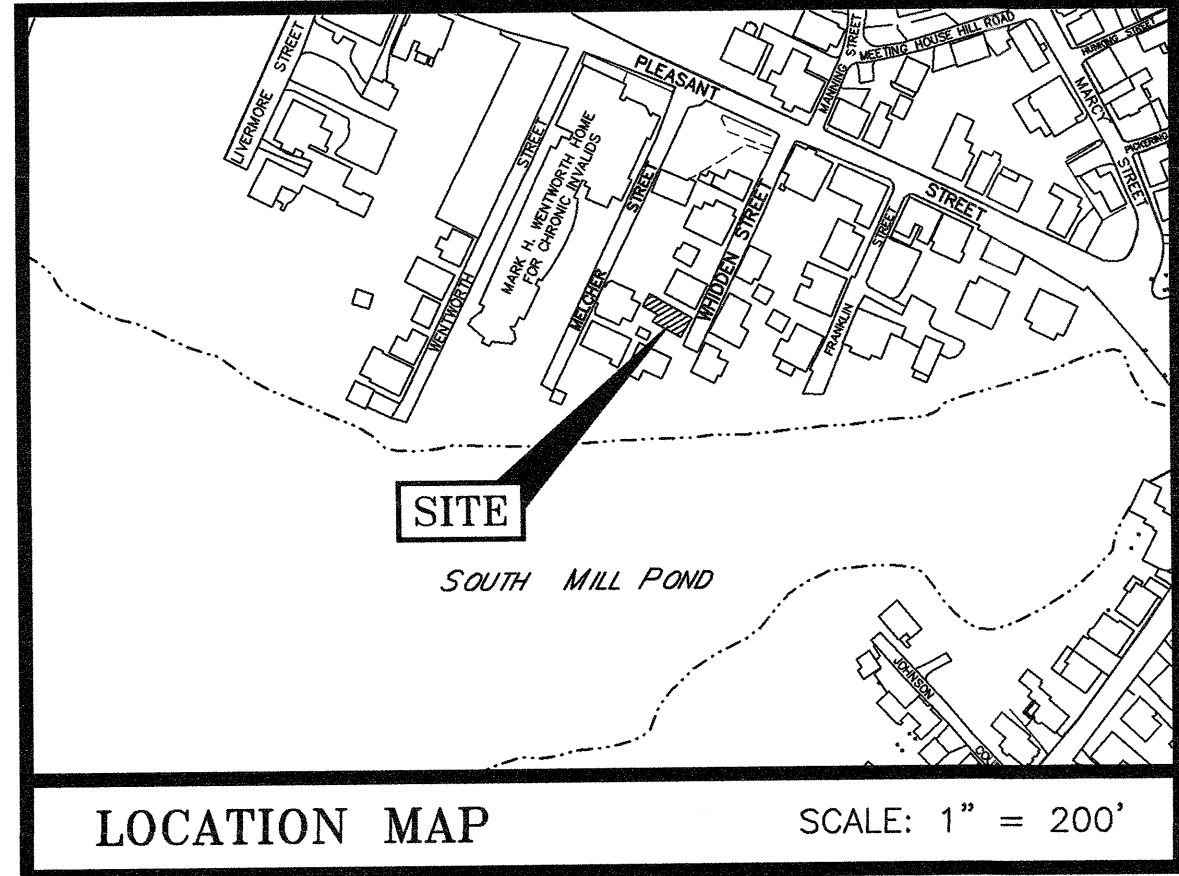 LIVERMORE STREET
PLEASANT STREET
MANNING STREET
MEETING HOUSE HILL ROAD
MARCY STREET
WENTWORTH STREET
MARK H. WENTWORTH HOME
FOR CHRONIC INVALIDS
MELCHER STREET
WHIDDEN STREET
FRANKLIN STREET
SITE
SOUTH MILL POND
JOHNSON
LOCATION MAP
SCALE: 1" = 200'